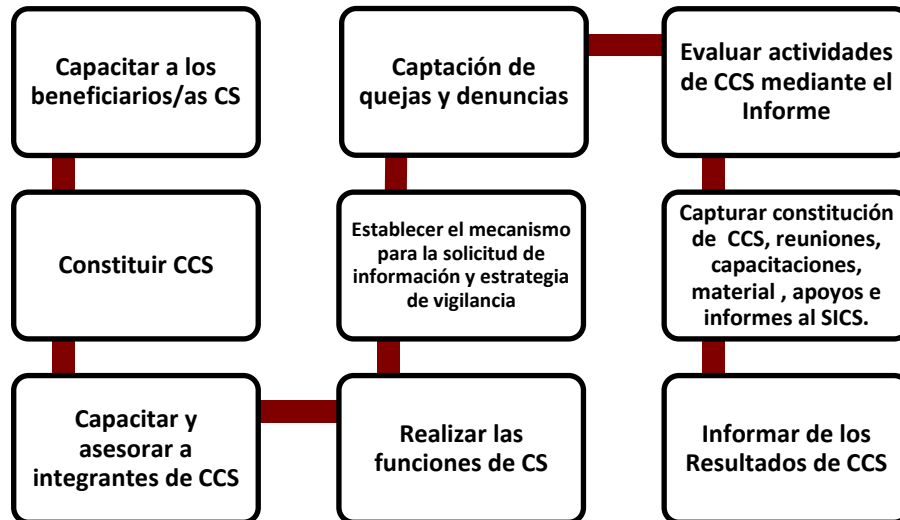 Capacitar a los
beneficiarios/as CS
Constituir CCS
Capacitar y
asesorar a
integrantes de CCS
Realizar las
funciones de CS
Establecer el mecanismo
para la solicitud de
información y estrategia
de vigilancia
Captación de
quejas y denuncias
Evaluar actividades
de CCS mediante el
Informe
Capturar constitución
de CCS, reuniones,
capacitaciones,
material , apoyos e
informes al SICS.
Informar de los
Resultados de CCS